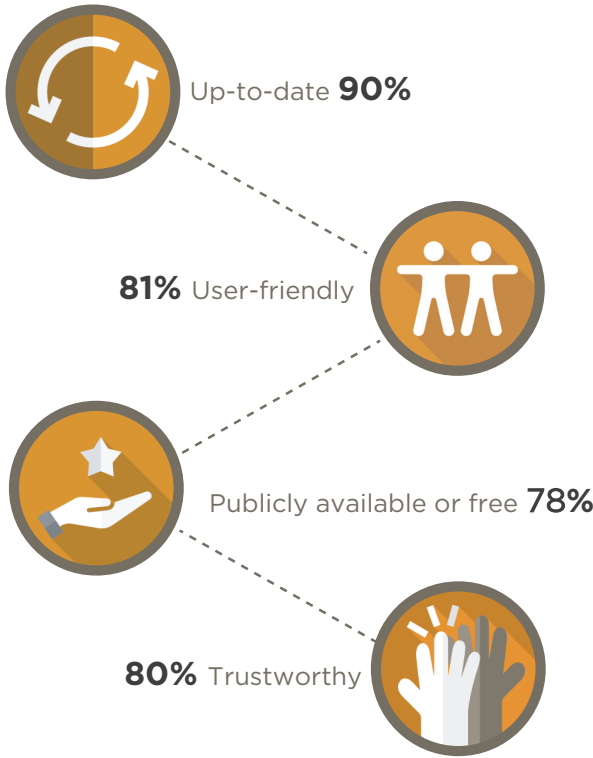 Up-to-date 90%
81% User-friendly
Publicly available or free 78%
80% Trustworthy